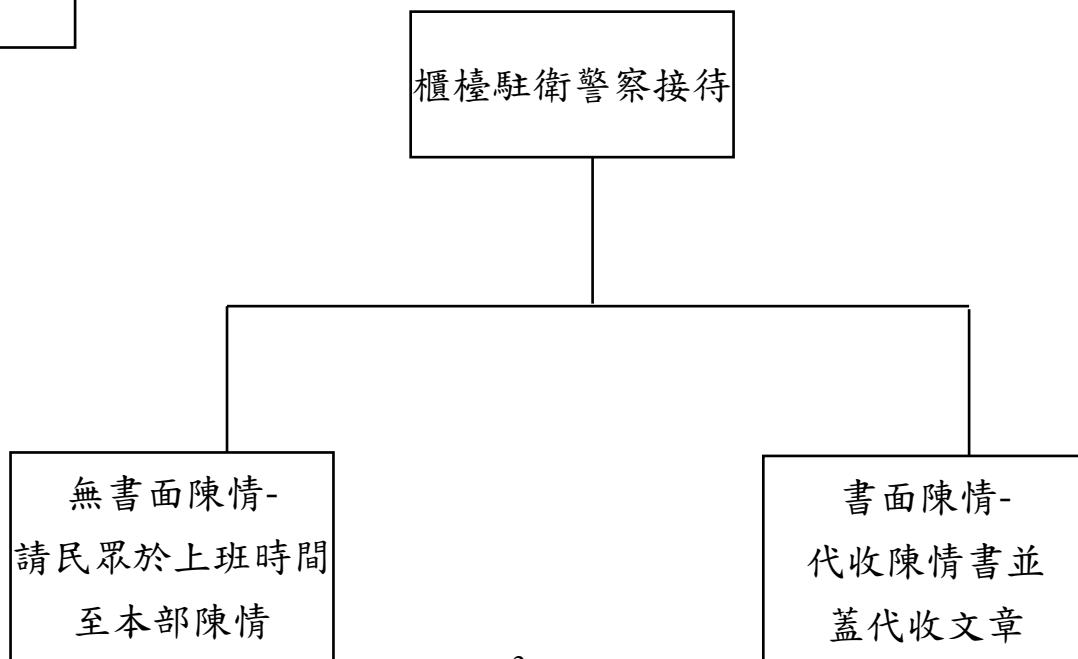 櫃檯駐衛警察接待
無書面陳情-
請民眾於上班時間
至本部陳情
書面陳情-
代收陳情書並
蓋代收文章